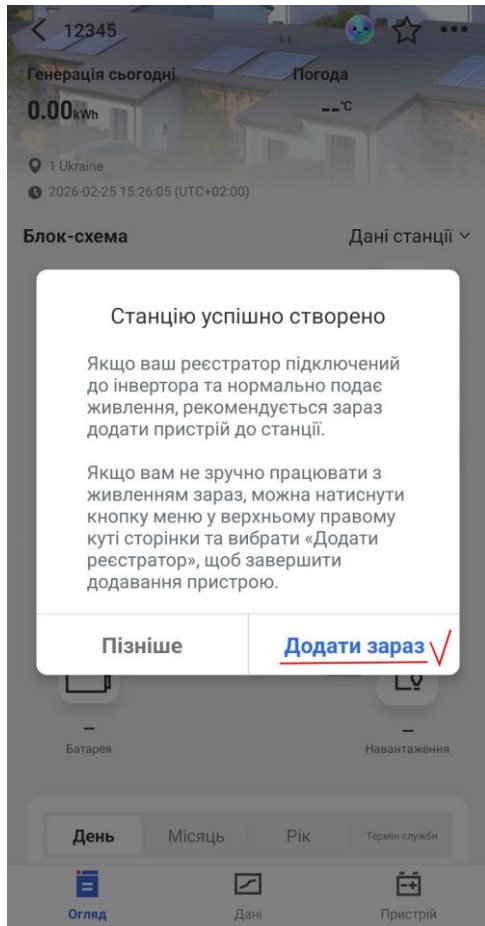 12345
Генерація сьогодні Погода
0.00kWh --°C
1 Ukraine
2026-02-25 15:26:05 (UTC+02:00)
Блок-схема Дані станції
Станцію успішно створено
Якщо ваш реєстратор підключений
до інвертора та нормально подає
живлення, рекомендується зараз
додати пристрій до станції.
Якщо вам не зручно працювати з
живленням зараз, можна натиснути
кнопку меню у верхньому правому
куті сторінки та вибрати «Додати
реєстратор», щоб завершити
додавання пристрою.
Пізніше Додати зараз
– –
Батарея Навантаження
День Місяць Рік Термін служби
Огляд Дані Пристрій